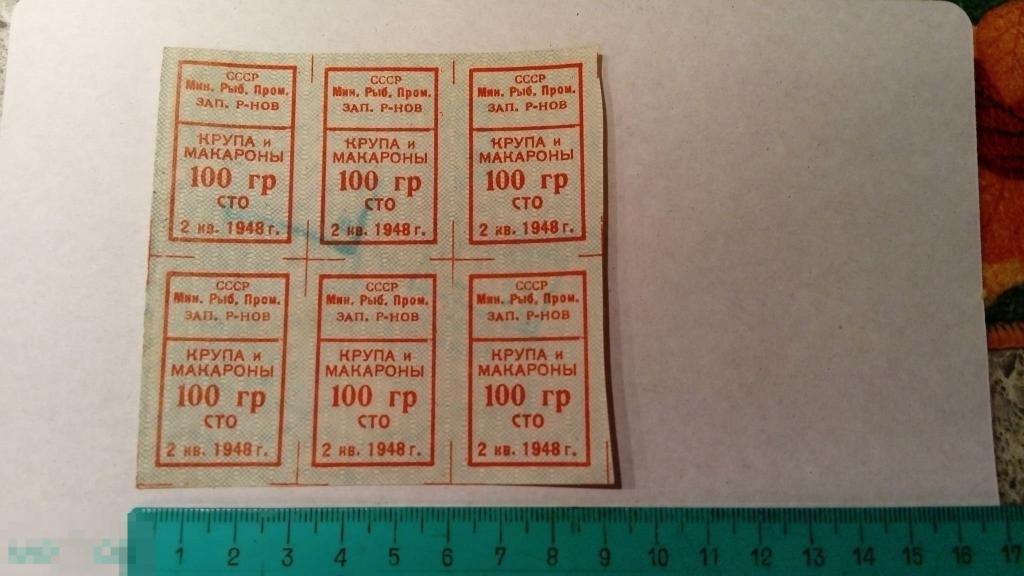 СССР
Мин. Рыб. Пром.
ЗАП. Р-НОВ
КРУПА и
МАКАРОНЫ
100 гр
СТО
2 кв. 1948 г.
СССР
Мин. Рыб. Пром.
ЗАП. Р-НОВ
КРУПА и
МАКАРОНЫ
100 гр
СТО
2 кв. 1948 г.
СССР
Мин. Рыб. Пром.
ЗАП. Р-НОВ
КРУПА и
МАКАРОНЫ
100 гр
СТО
2 кв. 1948 г.
СССР
Мин. Рыб. Пром.
ЗАП. Р-НОВ
КРУПА и
МАКАРОНЫ
100 гр
СТО
2 кв. 1948 г.
СССР
Мин. Рыб. Пром.
ЗАП. Р-НОВ
КРУПА и
МАКАРОНЫ
100 гр
СТО
2 кв. 1948 г.
СССР
Мин. Рыб. Пром.
ЗАП. Р-НОВ
КРУПА и
МАКАРОНЫ
100 гр
СТО
2 кв. 1948 г.
1 2 3 4 5 6 7 8 9 10 11 12 13 14 15 16 17